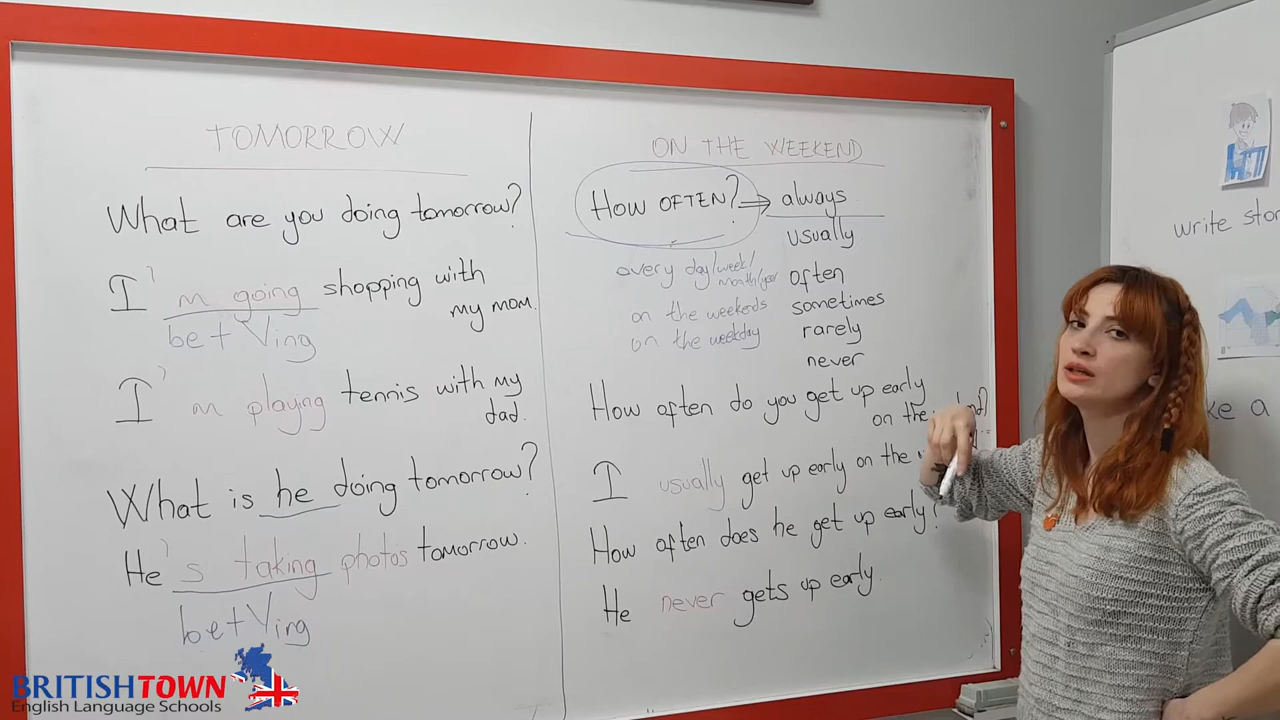 TOMORROW
What are you doing tomorrow?
I'm going shopping with
my mom.
be+Ving
I'm playing tennis with my
dad.
What is he doing tomorrow?
He's taking photos tomorrow.
be+Ving
ON THE WEEKEND
How OFTEN? ⇒ always
usually
every day/week/
month/year
often
on the weekends
sometimes
on the weekday
rarely
never
How often do you get up early
on the
I usually get up early on the
How often does he get up early?
He never gets up early.
write
a
BRITISHTOWN
English Language Schools